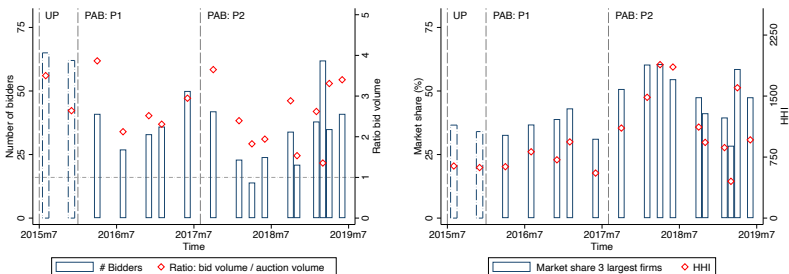 UP PAB: P1 PAB: P2
Number of bidders
0 25 50 75
Ratio bid volume
0 1 2 3 4 5
2015m7 2016m7 2017m7 2018m7 2019m7
Time
# Bidders Ratio: bid volume / auction volume
UP PAB: P1 PAB: P2
Market share (%)
0 25 50 75
HHI
0 750 1500 2250
2015m7 2016m7 2017m7 2018m7 2019m7
Time
Market share 3 largest firms HHI